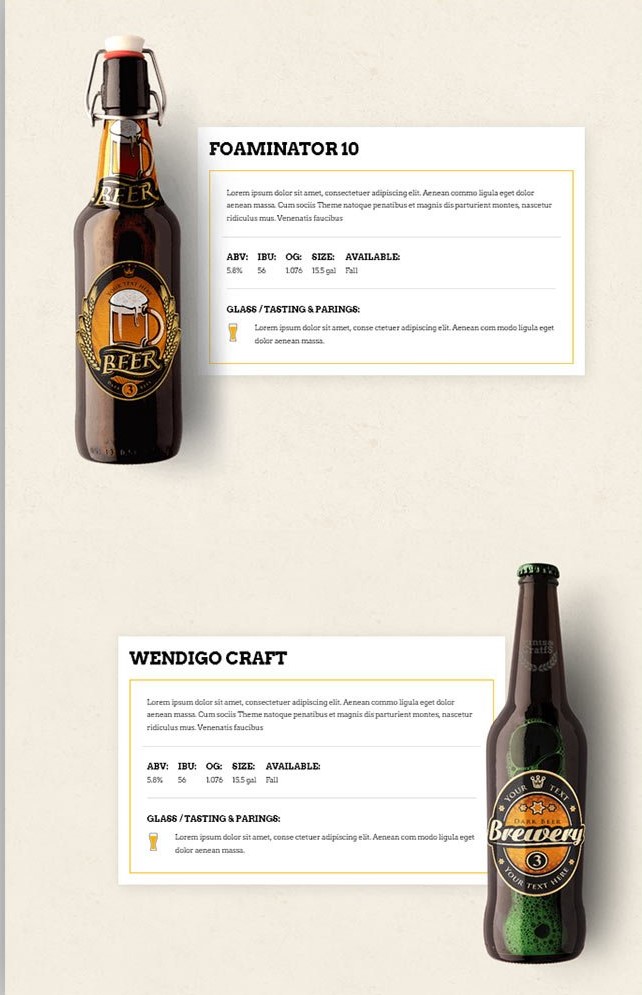 BEER
FOAMINATOR 10
Lorem ipsum dolor sit amet, consectetuer adipiscing elit. Aenean commo ligula eget dolor
aenean massa. Cum sociis Theme natoque penatibus et magnis dis parturient montes, nascetur
ridiculus mus. Venenatis faucibus
ABV: IBU: OG: SIZE: AVAILABLE:
5.8% 56 1.076 15.5 gal Fall
GLASS / TASTING & PARINGS:
Lorem ipsum dolor sit amet, conse ctetuer adipiscing elit. Aenean com modo ligula eget
dolor aenean massa.
YOUR TEXT HERE
BEER
3
WENDIGO CRAFT
Lorem ipsum dolor sit amet, consectetuer adipiscing elit. Aenean commo ligula eget dolor
aenean massa. Cum sociis Theme natoque penatibus et magnis dis parturient montes, nascetur
ridiculus mus. Venenatis faucibus
ABV: IBU: OG: SIZE: AVAILABLE:
5.8% 56 1.076 15.5 gal Fall
GLASS / TASTING & PARINGS:
Lorem ipsum dolor sit amet, conse ctetuer adipiscing elit. Aenean com modo ligula eget
dolor aenean massa.
YOUR TEXT
DARK BEER
Brewery
3
YOUR TEXT HERE